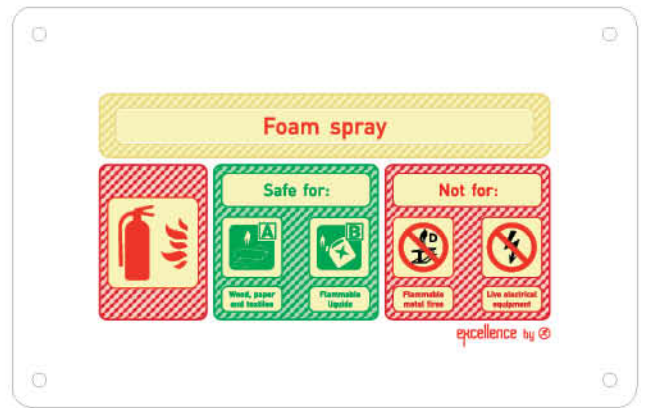 Foam spray
Safe for:
Not for:
A
B
D
Wood, paper
and textiles
Flammable
liquids
Flammable
metal fires
Live electrical
equipment
excellence by